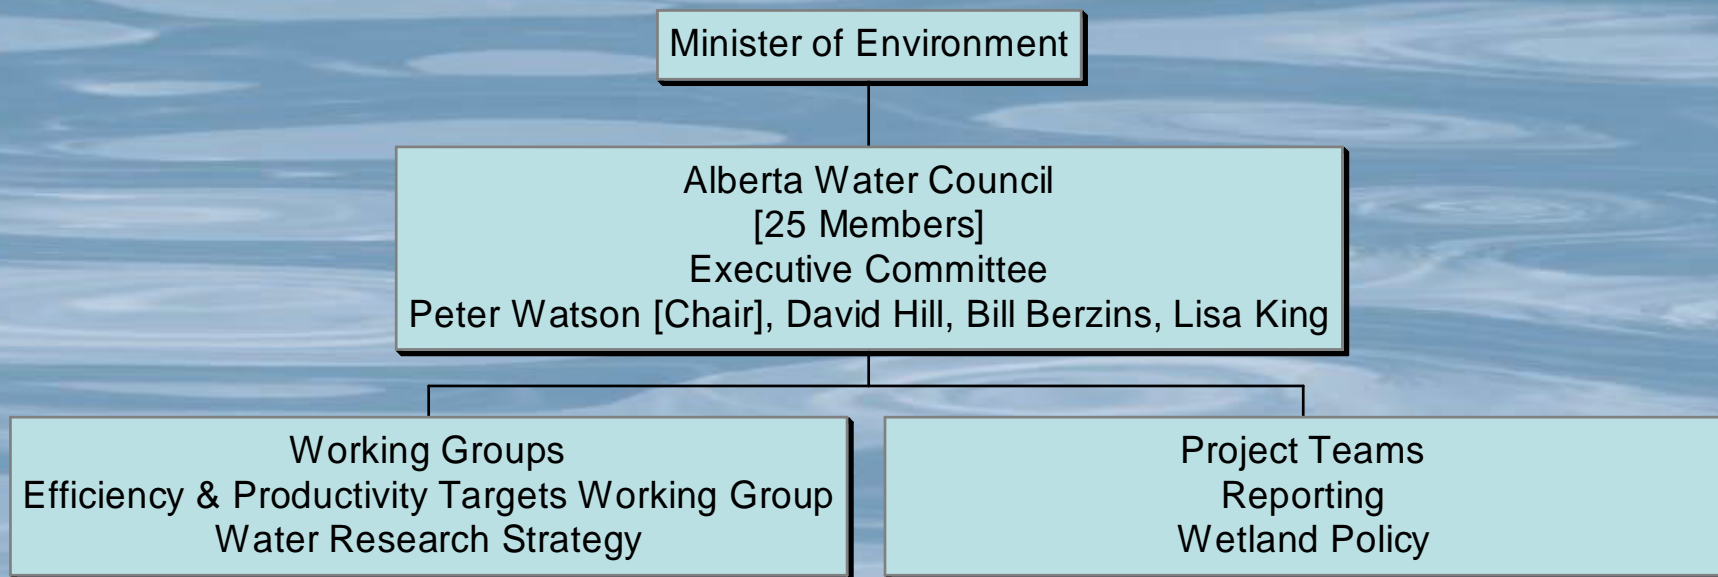 Minister of Environment
Alberta Water Council
[25 Members]
Executive Committee
Peter Watson [Chair], David Hill, Bill Berzins, Lisa King
Working Groups
Efficiency & Productivity Targets Working Group
Water Research Strategy
Project Teams
Reporting
Wetland Policy